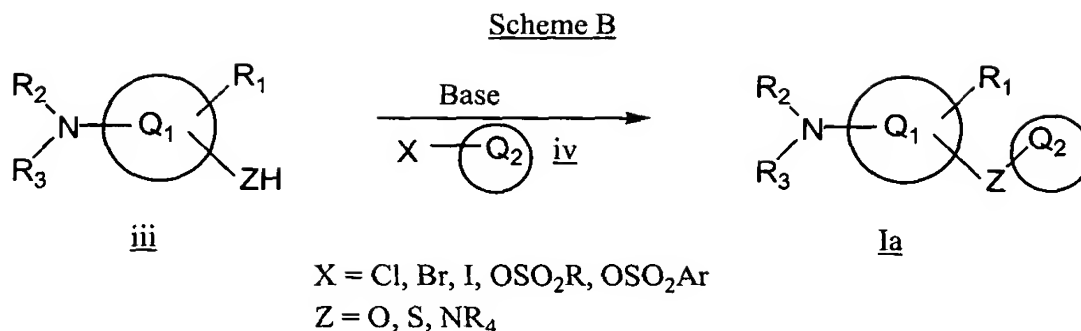 Scheme B
R₂
N
R₃
Q₁
R₁
ZH
iii
Base
X
Q₂
iv
R₂
N
R₃
Q₁
R₁
Z
Q₂
Ia
X = Cl, Br, I, OSO₂R, OSO₂Ar
Z = O, S, NR₄